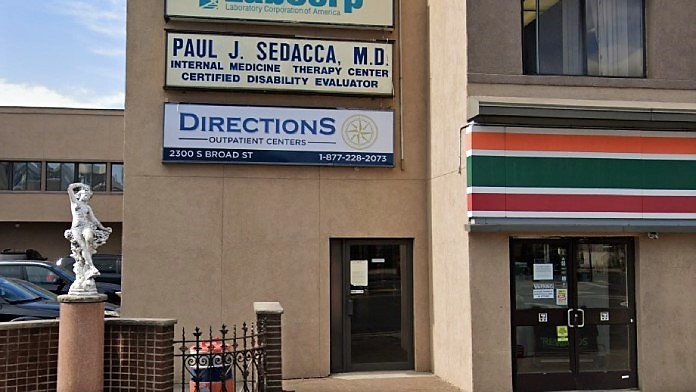 Labcorp
Laboratory Corporation of America
PAUL J. SEDACCA, M.D.
INTERNAL MEDICINE THERAPY CENTER
CERTIFIED DISABILITY EVALUATOR
DIRECTIONS
OUTPATIENT CENTERS
2300 S BROAD ST 1-877-228-2073